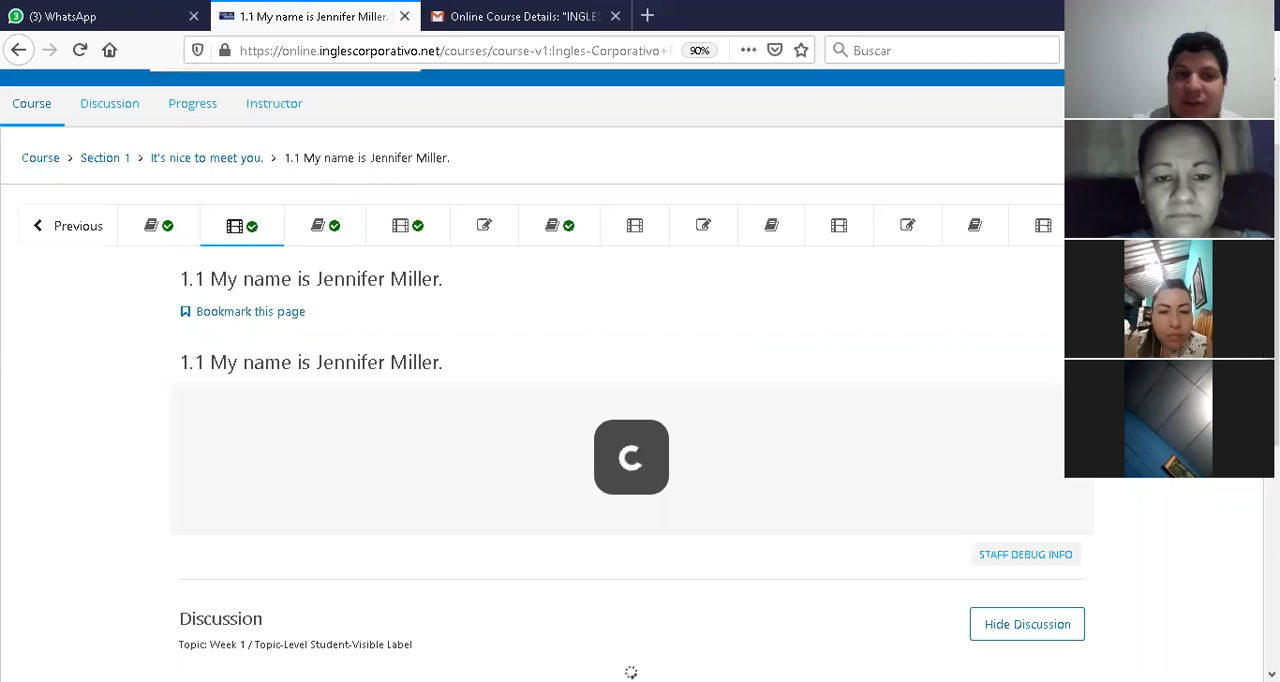 (3) WhatsApp
1.1 My name is Jennifer Miller.
Online Course Details: "INGLES
https://online.inglescorporativo.net/courses/course-v1:Ingles-Corporativo+
90%
Buscar
Course
Discussion
Progress
Instructor
Course > Section 1 > It's nice to meet you. > 1.1 My name is Jennifer Miller.
Previous
1.1 My name is Jennifer Miller.
Bookmark this page
1.1 My name is Jennifer Miller.
STAFF DEBUG INFO
Discussion
Hide Discussion
Topic: Week 1 / Topic-Level Student-Visible Label